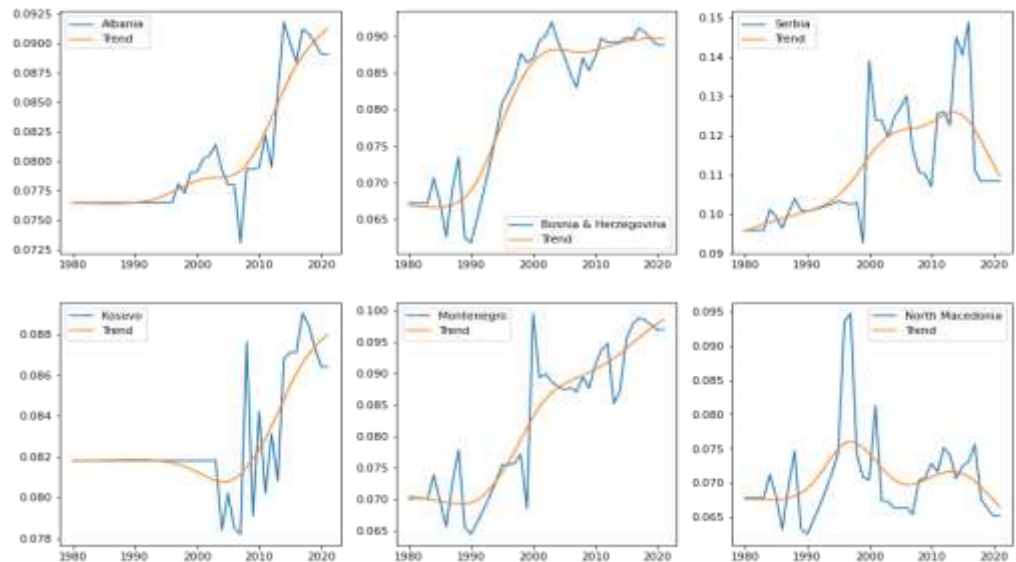 0.0925
0.0900
0.0875
0.0850
0.0825
0.0800
0.0775
0.0750
0.0725
1980 1990 2000 2010 2020
Albania
Trend
0.090
0.085
0.080
0.075
0.070
0.065
1980 1990 2000 2010 2020
Bosnia & Herzegovina
Trend
0.15
0.14
0.13
0.12
0.11
0.10
0.09
1980 1990 2000 2010 2020
Serbia
Trend
0.088
0.086
0.084
0.082
0.080
0.078
1980 1990 2000 2010 2020
Kosovo
Trend
0.100
0.095
0.090
0.085
0.080
0.075
0.070
0.065
1980 1990 2000 2010 2020
Montenegro
Trend
0.095
0.090
0.085
0.080
0.075
0.070
0.065
1980 1990 2000 2010 2020
North Macedonia
Trend